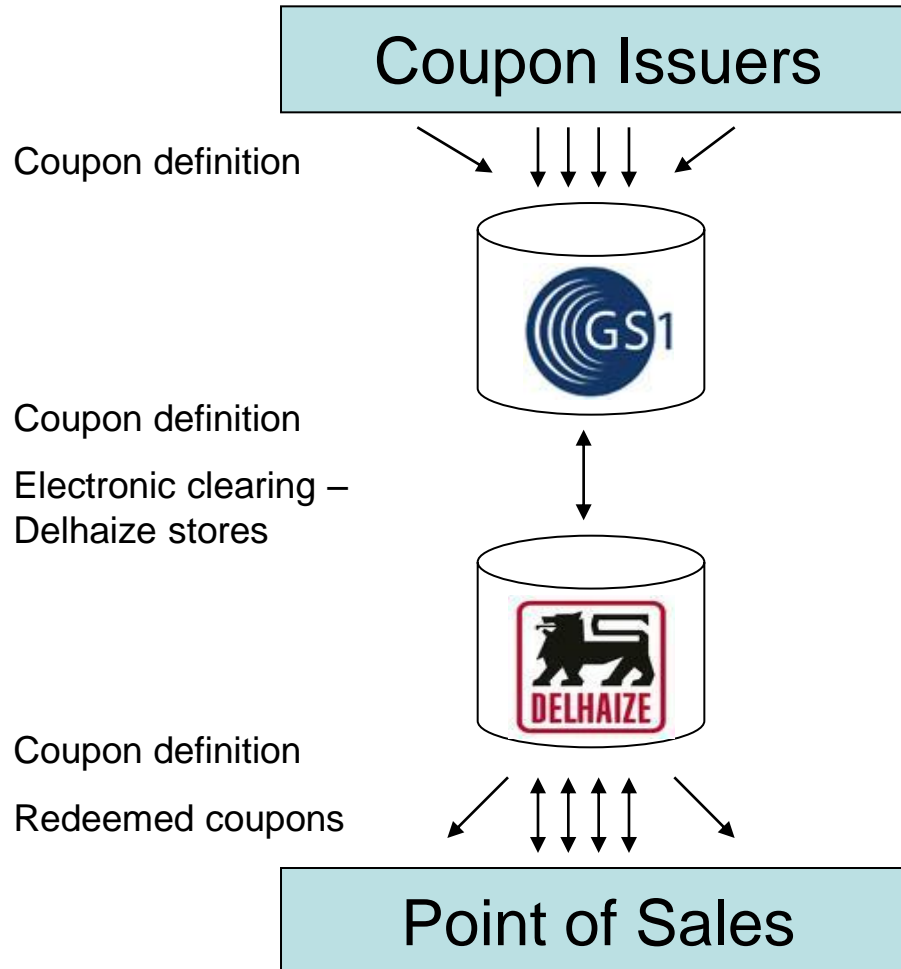 Coupon Issuers
Coupon definition
GS1
Coupon definition
Electronic clearing –
Delhaize stores
DELHAIZE
Coupon definition
Redeemed coupons
Point of Sales